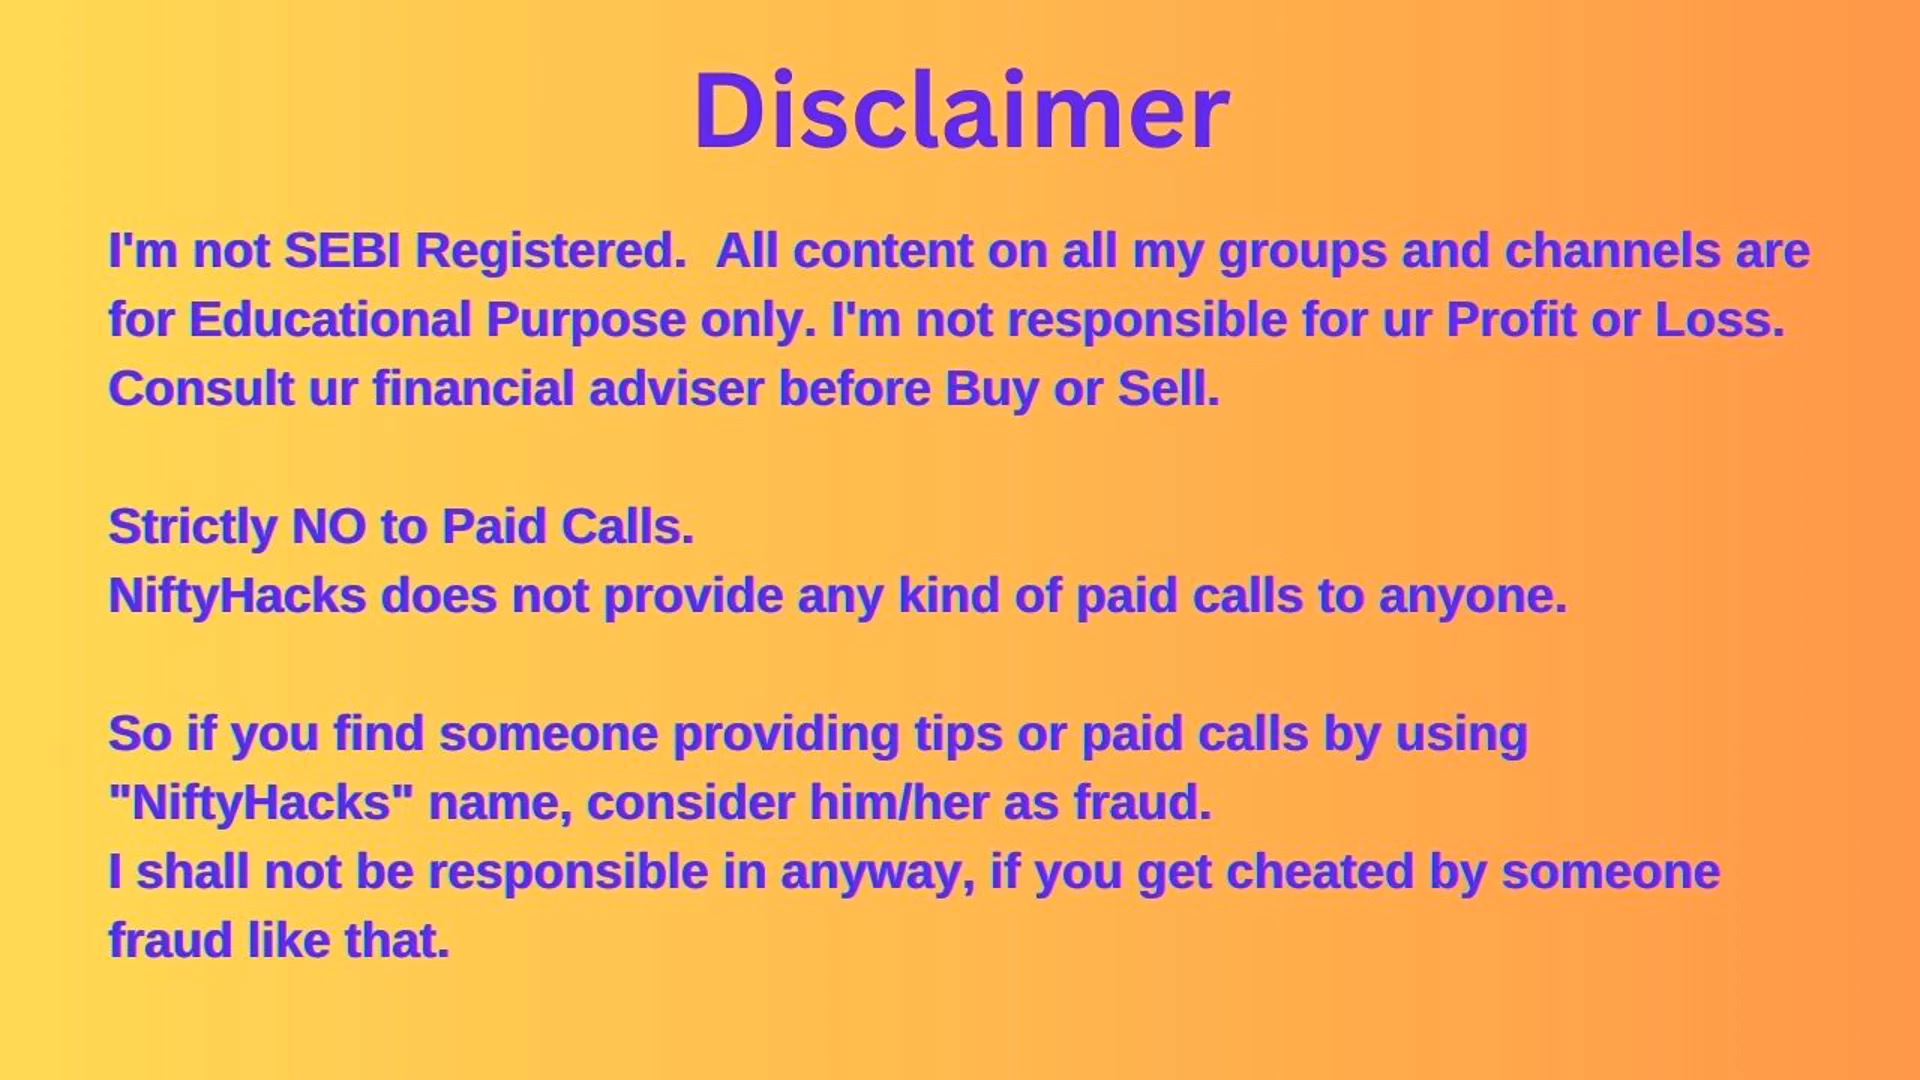 Disclaimer
I'm not SEBI Registered.  All content on all my groups and channels are
for Educational Purpose only. I'm not responsible for ur Profit or Loss.
Consult ur financial adviser before Buy or Sell.
Strictly NO to Paid Calls.
NiftyHacks does not provide any kind of paid calls to anyone.
So if you find someone providing tips or paid calls by using
"NiftyHacks" name, consider him/her as fraud.
I shall not be responsible in anyway, if you get cheated by someone
fraud like that.